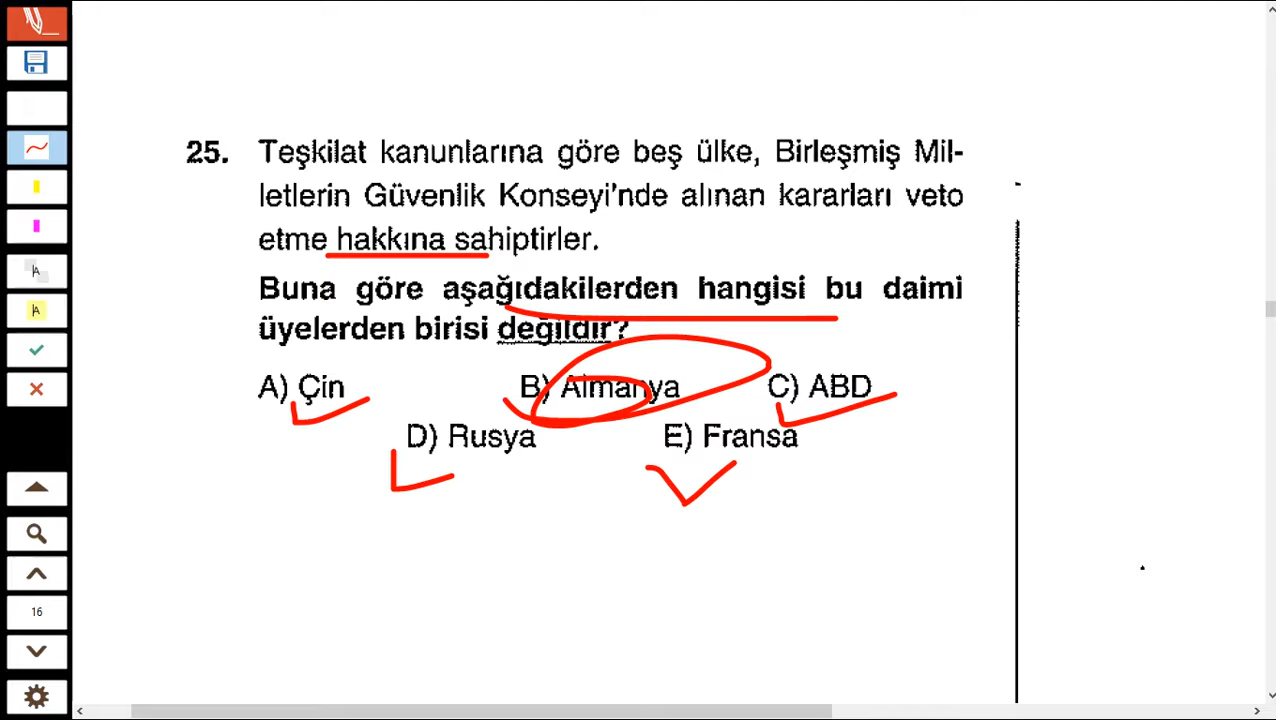 25. Teşkilat kanunlarına göre beş ülke, Birleşmiş Mil-
letlerin Güvenlik Konseyi'nde alınan kararları veto
etme hakkına sahiptirler.
Buna göre aşağıdakilerden hangisi bu daimi
üyelerden birisi değildir?
A) Çin B) Almanya C) ABD
D) Rusya E) Fransa
A
A
16